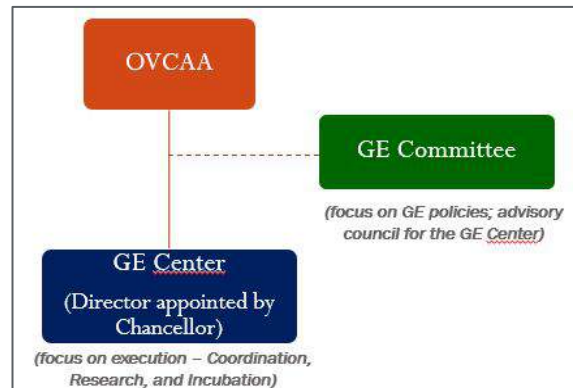 OVCAA
GE Committee
(focus on GE policies; advisory
council for the GE Center)
GE Center
(Director appointed by
Chancellor)
(focus on execution – Coordination,
Research, and Incubation)